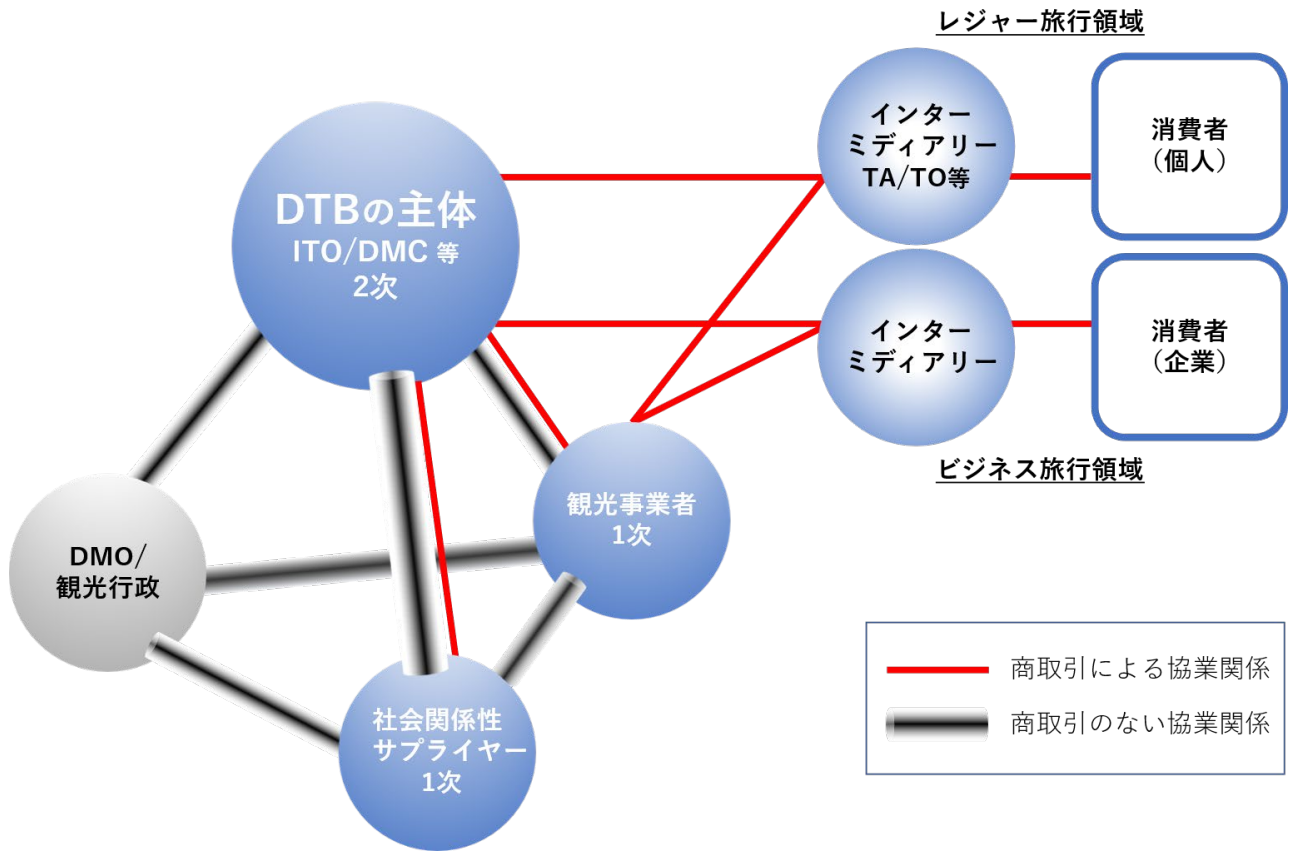 レジャー旅行領域
インター
ミディアリー
TA/TO等
消費者
（個人）
DTBの主体
ITO/DMC 等
2次
インター
ミディアリー
消費者
（企業）
ビジネス旅行領域
観光事業者
1次
DMO/
観光行政
社会関係性
サプライヤー
1次
商取引による協業関係
商取引のない協業関係